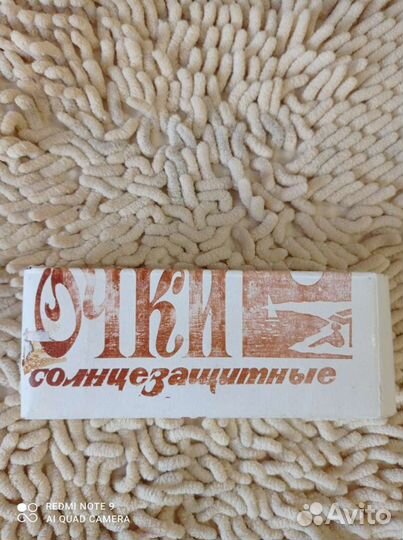 ОЧКИ
солнцезащитные
REDMI NOTE 9
AI QUAD CAMERA
Avito